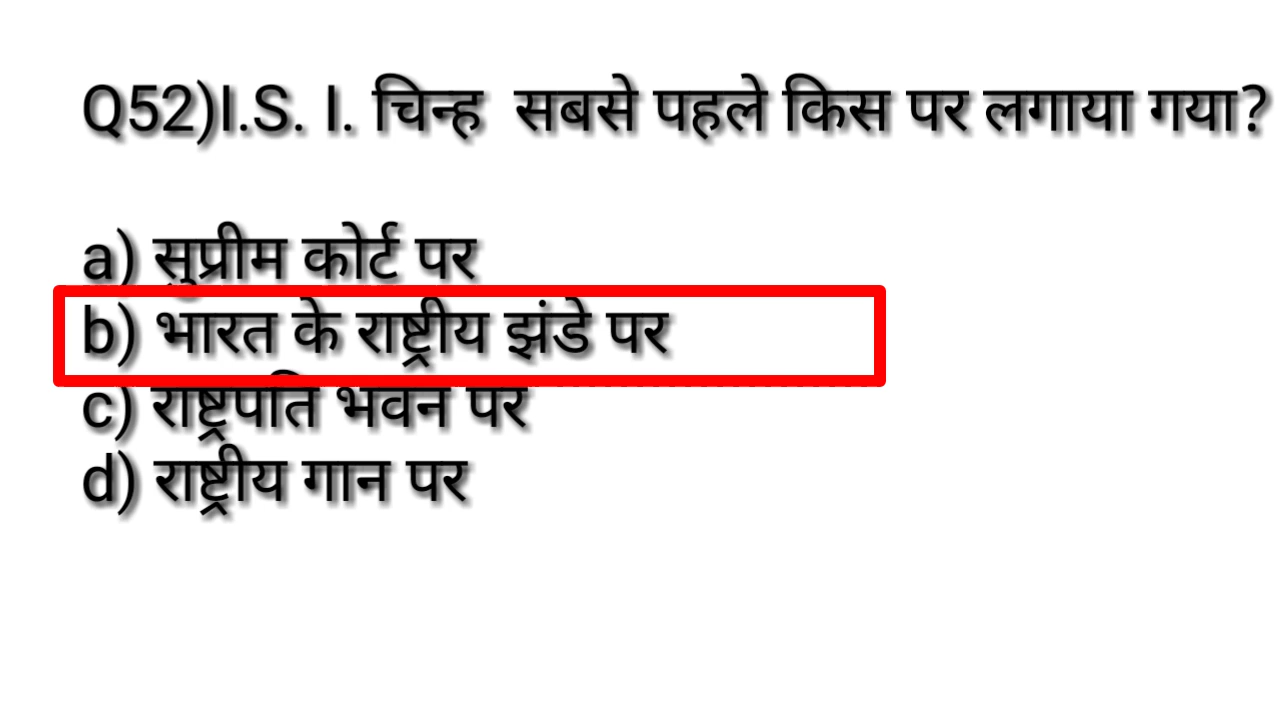 Q52)I.S. I. चिन्ह  सबसे पहले किस पर लगाया गया?
a) सुप्रीम कोर्ट पर
b) भारत के राष्ट्रीय झंडे पर
c) राष्ट्रपति भवन पर
d) राष्ट्रीय गान पर